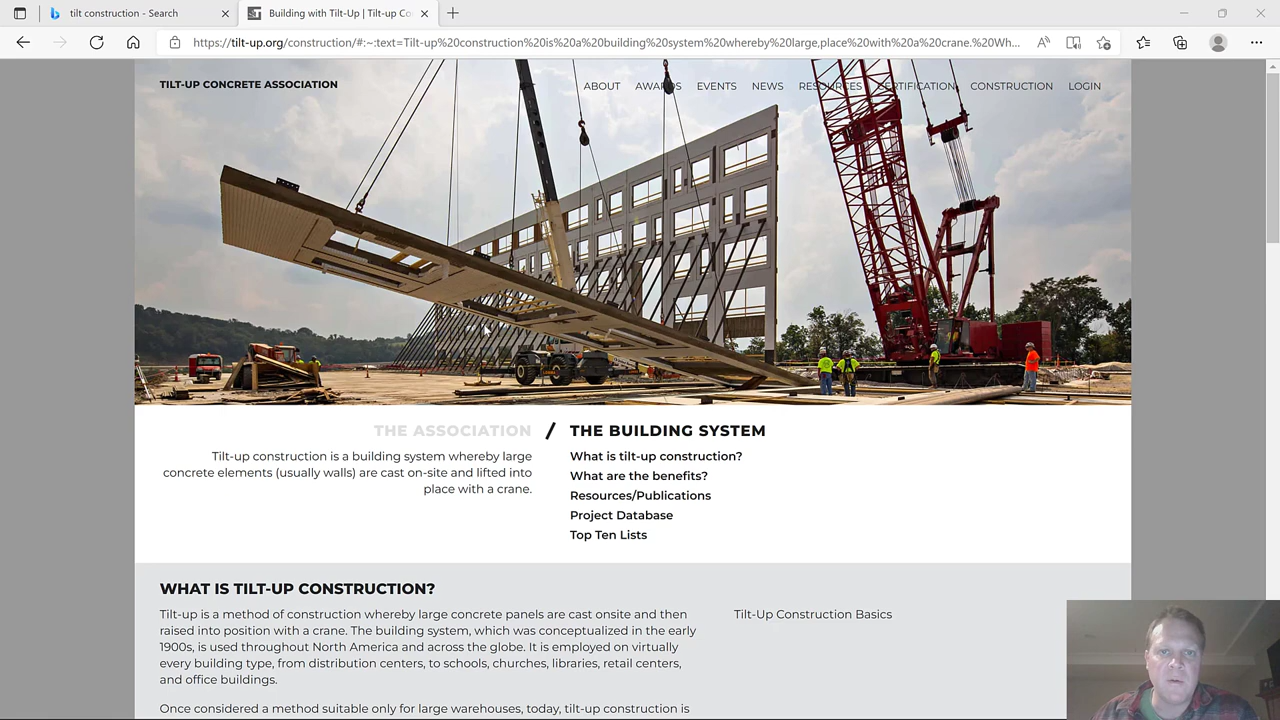 tilt construction - Search
Building with Tilt-Up | Tilt-up Co
https://tilt-up.org/construction/#:~:text=Tilt-up%20construction%20is%20a%20building%20system%20whereby%20large,place%20with%20a%20crane.%20Wh...
TILT-UP CONCRETE ASSOCIATION
ABOUT AWARDS EVENTS NEWS RESOURCES CERTIFICATION CONSTRUCTION LOGIN
THE ASSOCIATION / THE BUILDING SYSTEM
Tilt-up construction is a building system whereby large
concrete elements (usually walls) are cast on-site and lifted into
place with a crane.
What is tilt-up construction?
What are the benefits?
Resources/Publications
Project Database
Top Ten Lists
WHAT IS TILT-UP CONSTRUCTION?
Tilt-up is a method of construction whereby large concrete panels are cast onsite and then
raised into position with a crane. The building system, which was conceptualized in the early
1900s, is used throughout North America and across the globe. It is employed on virtually
every building type, from distribution centers, to schools, churches, libraries, retail centers,
and office buildings.
Once considered a method suitable only for large warehouses, today, tilt-up construction is
Tilt-Up Construction Basics